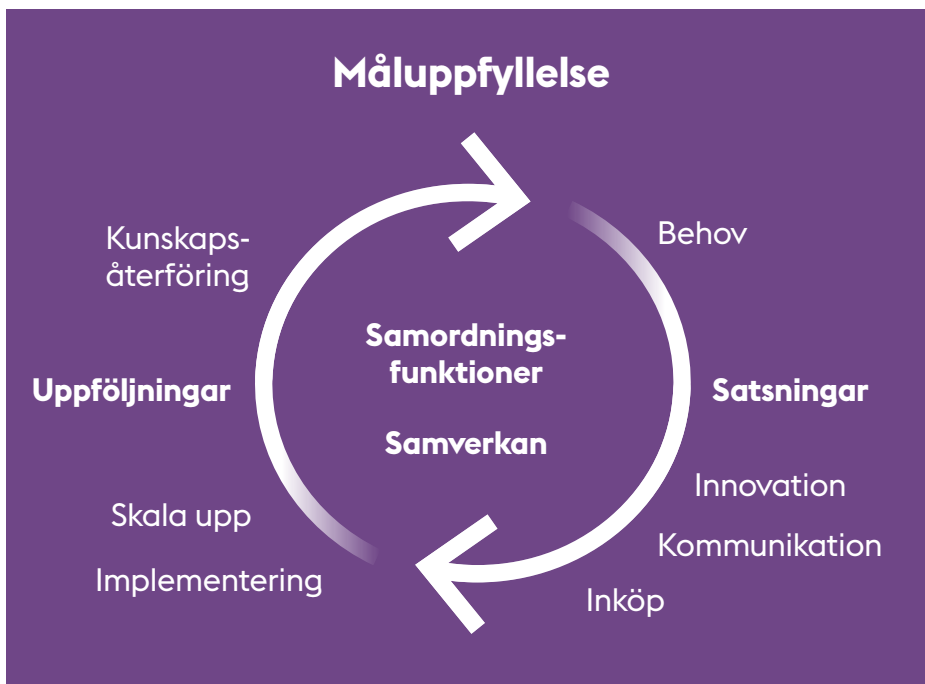 Måluppfyllelse
Behov
Kunskaps-
återföring
Samordnings-
funktioner
Uppföljningar
Satsningar
Samverkan
Innovation
Skala upp
Kommunikation
Implementering
Inköp